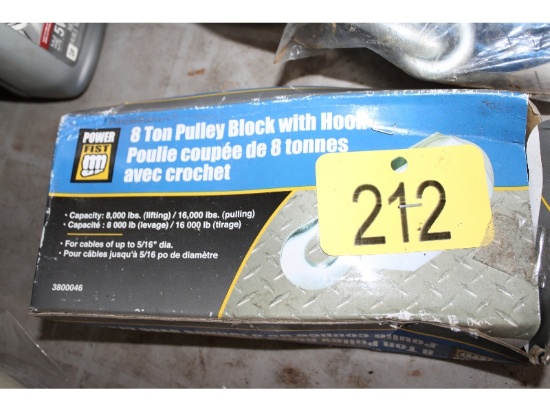 POWER
FIST
8 Ton Pulley Block with Hook
Poulie coupée de 8 tonnes
avec crochet
• Capacity: 8,000 lbs. (lifting) / 16,000 lbs. (pulling)
• Capacité : 8 000 lb (levage) / 16 000 lb (tirage)
• For cables of up to 5/16" dia.
• Pour câbles jusqu'à 5/16 po de diamètre
3800046
212